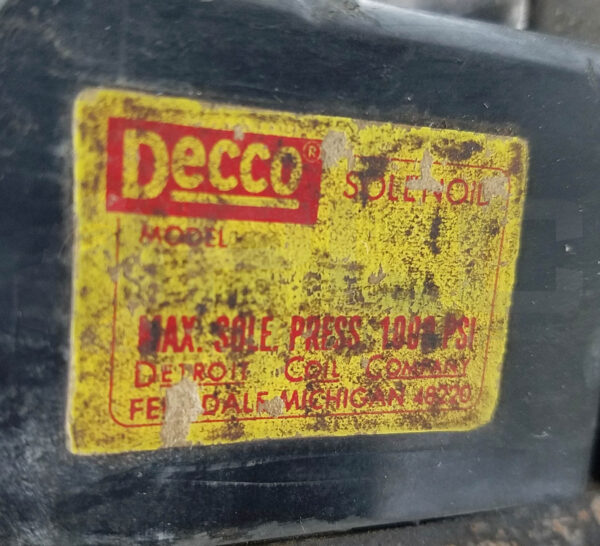 Decco® SOLENOID
MODEL
MAX. SOLE. PRESS. 1000 PSI
DETROIT COIL COMPANY
FERNDALE, MICHIGAN 48220